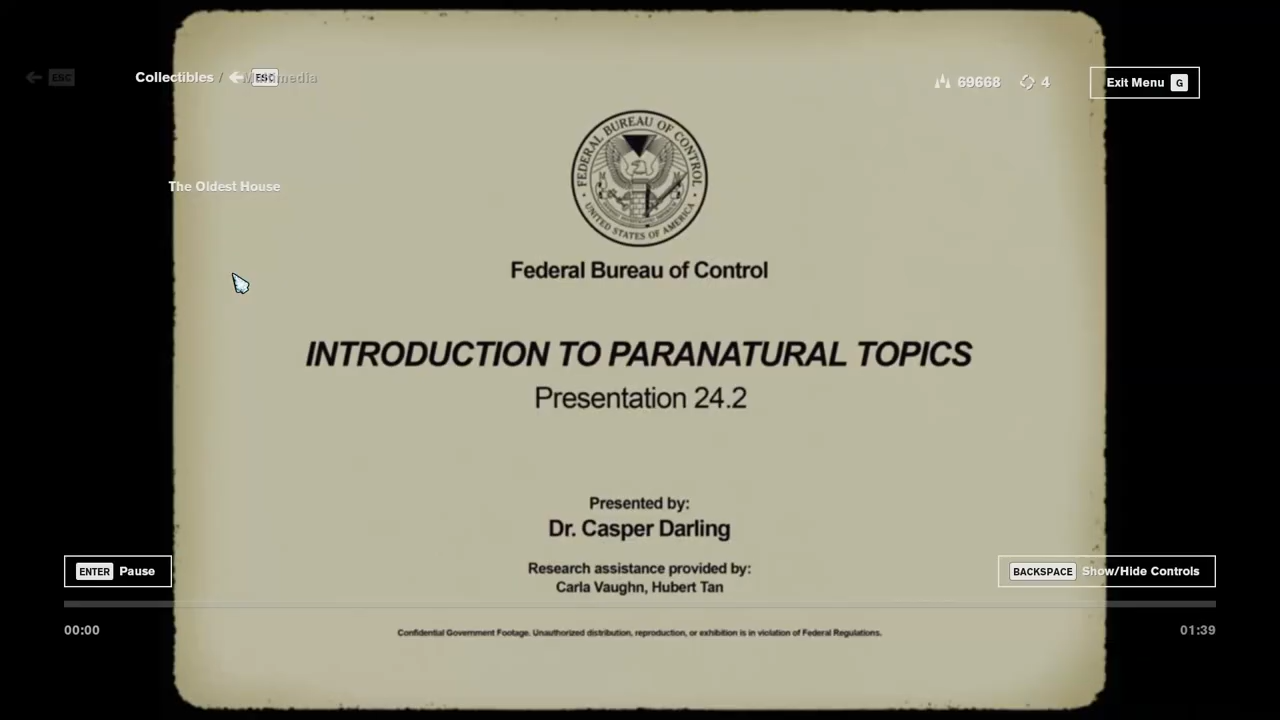 ESC
Collectibles / ESC Multimedia
69668
4
Exit Menu G
FEDERAL BUREAU OF CONTROL
UNITED STATES OF AMERICA
The Oldest House
Federal Bureau of Control
INTRODUCTION TO PARANATURAL TOPICS
Presentation 24.2
Presented by:
Dr. Casper Darling
Research assistance provided by:
Carla Vaughn, Hubert Tan
ENTER Pause
BACKSPACE Show/Hide Controls
00:00
01:39
Confidential Government Footage. Unauthorized distribution, reproduction, or exhibition is in violation of Federal Regulations.